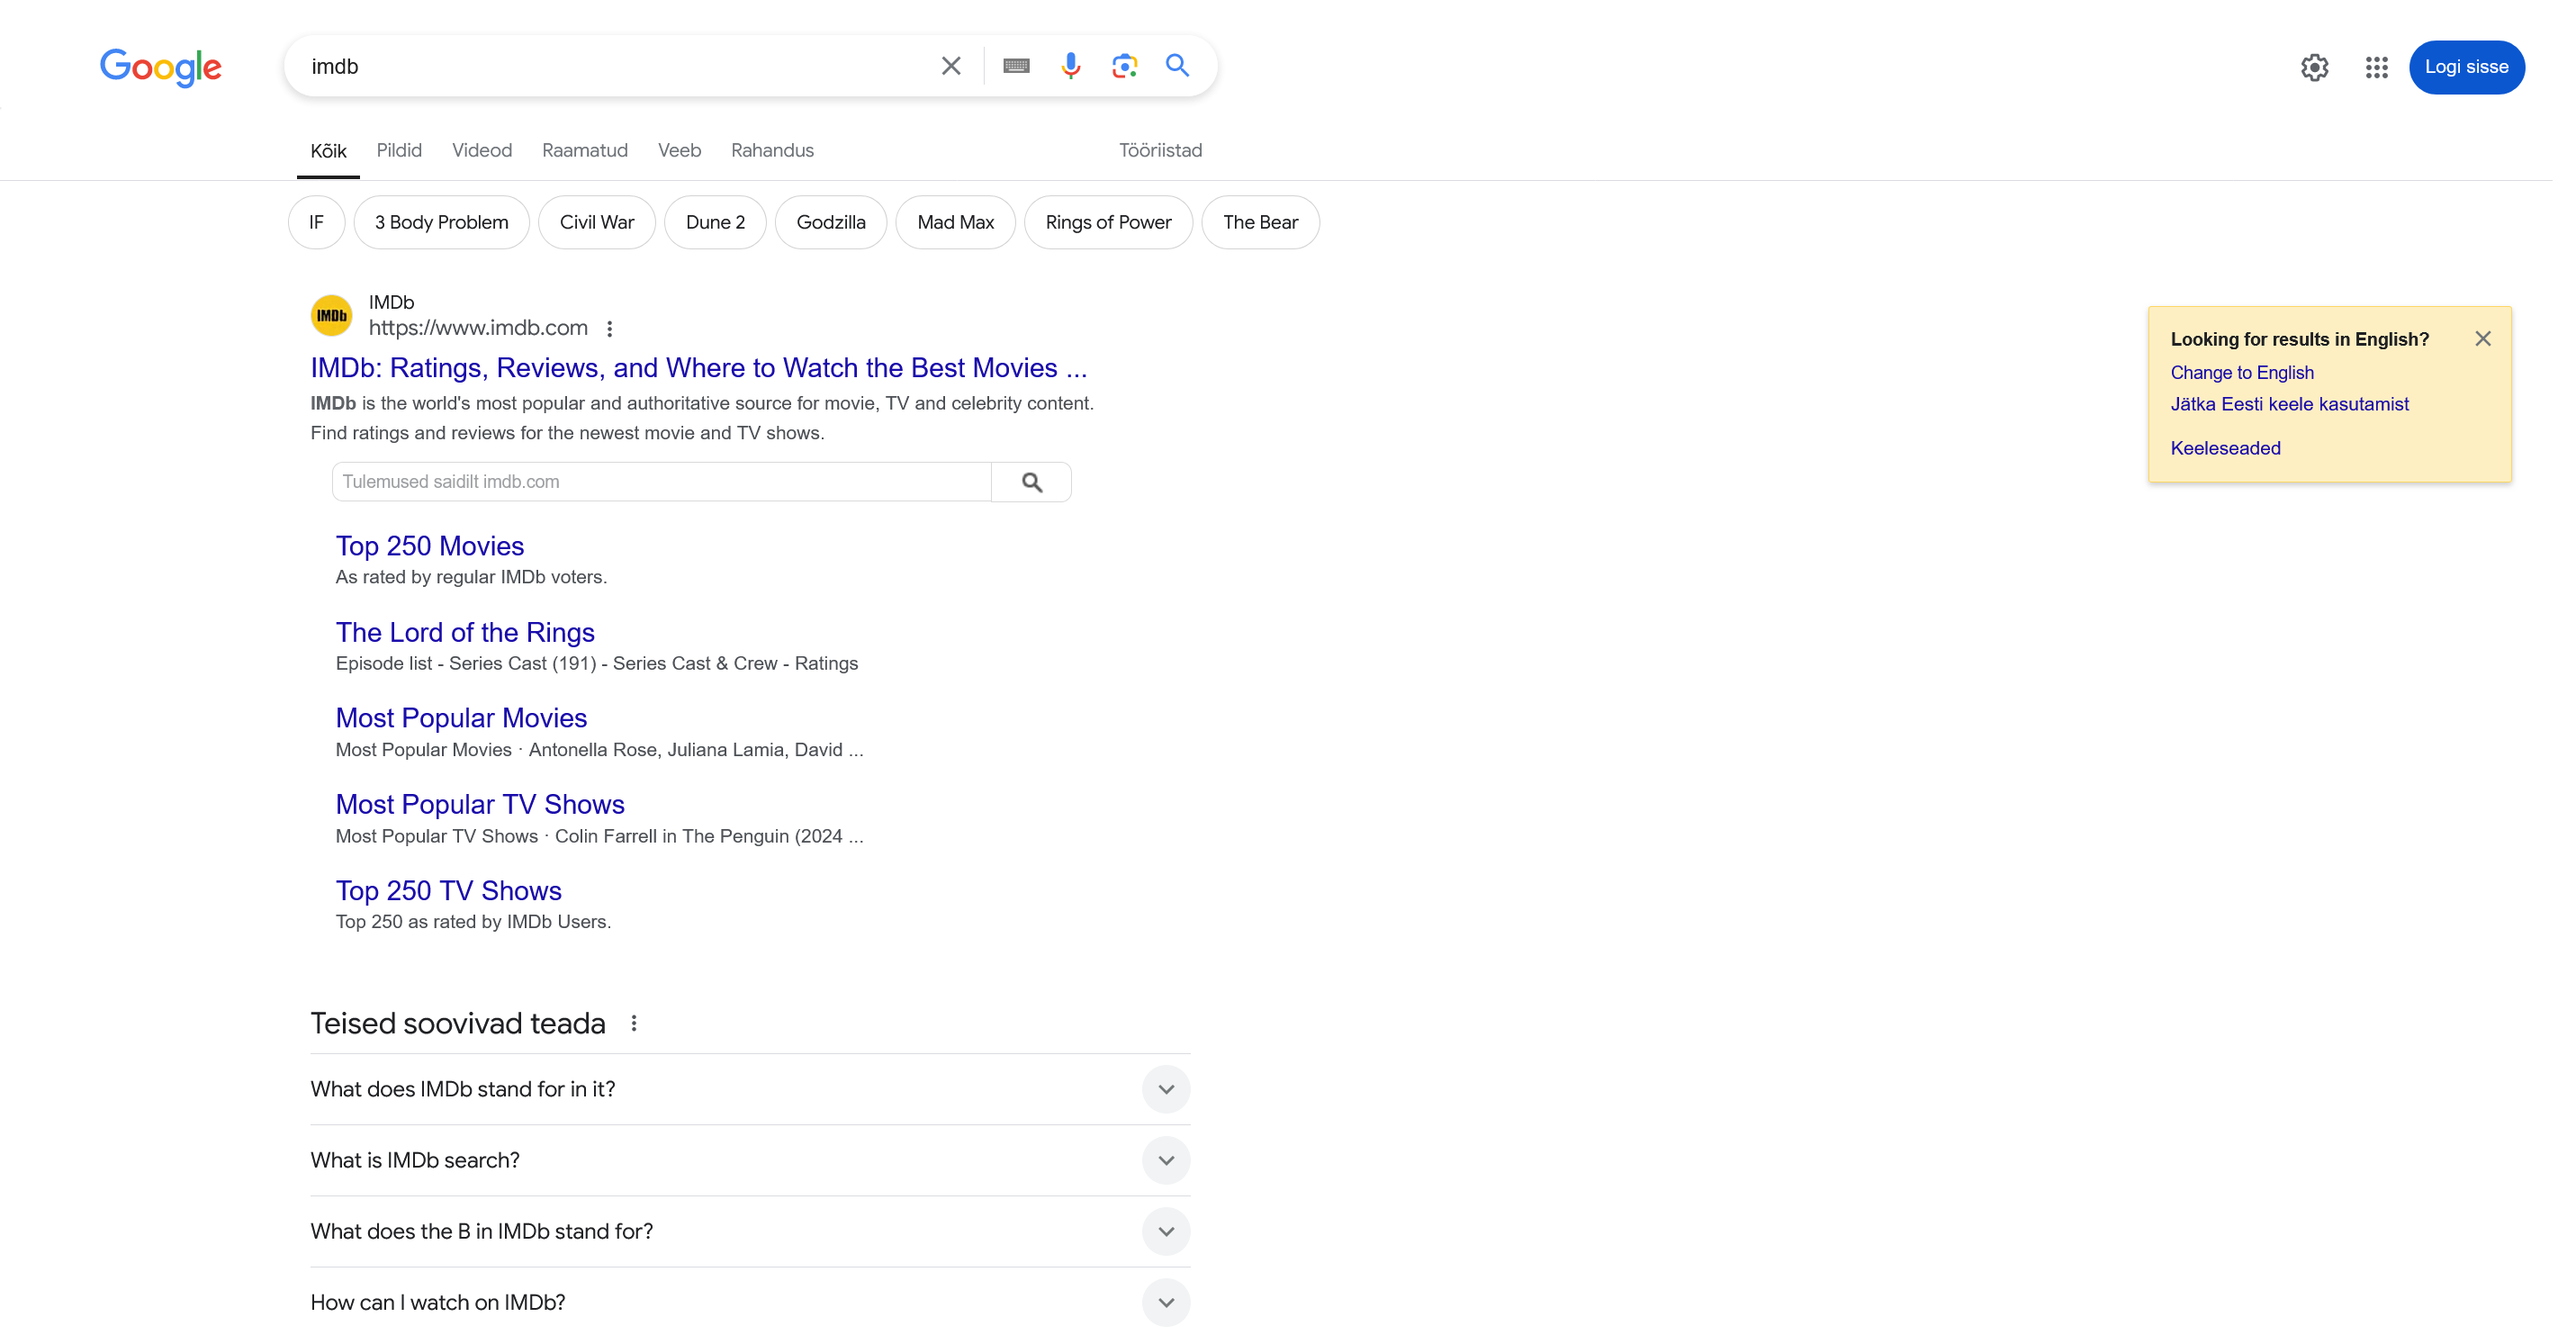 Google
imdb
Logi sisse
Kõik
Pildid
Videod
Raamatud
Veeb
Rahandus
Tööriistad
IF
3 Body Problem
Civil War
Dune 2
Godzilla
Mad Max
Rings of Power
The Bear
IMDb
IMDb
https://www.imdb.com
IMDb: Ratings, Reviews, and Where to Watch the Best Movies ...
IMDb is the world's most popular and authoritative source for movie, TV and celebrity content.
Find ratings and reviews for the newest movie and TV shows.
Tulemused saidilt imdb.com
Top 250 Movies
As rated by regular IMDb voters.
The Lord of the Rings
Episode list - Series Cast (191) - Series Cast & Crew - Ratings
Most Popular Movies
Most Popular Movies · Antonella Rose, Juliana Lamia, David ...
Most Popular TV Shows
Most Popular TV Shows · Colin Farrell in The Penguin (2024 ...
Top 250 TV Shows
Top 250 as rated by IMDb Users.
Teised soovivad teada
What does IMDb stand for in it?
What is IMDb search?
What does the B in IMDb stand for?
How can I watch on IMDb?
Looking for results in English?
Change to English
Jätka Eesti keele kasutamist
Keeleseaded